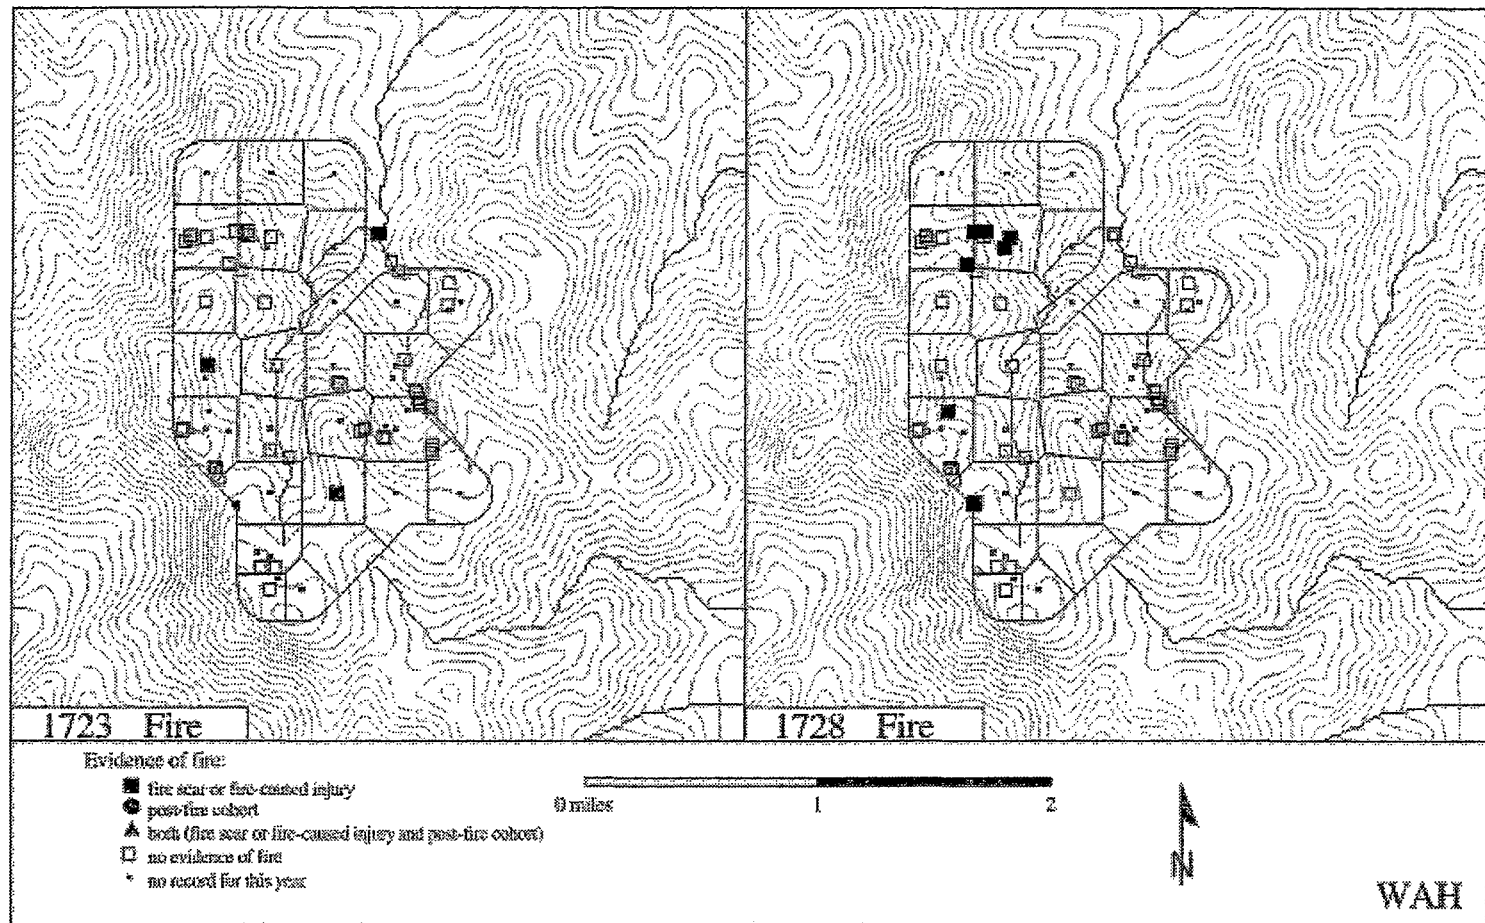 1723 Fire
1728 Fire
Evidence of fire:
fire scar or fire-caused injury
post-fire cohort
both (fire scar or fire-caused injury and post-fire cohort)
no evidence of fire
no record for this year
0 miles 1 2
N
WAH